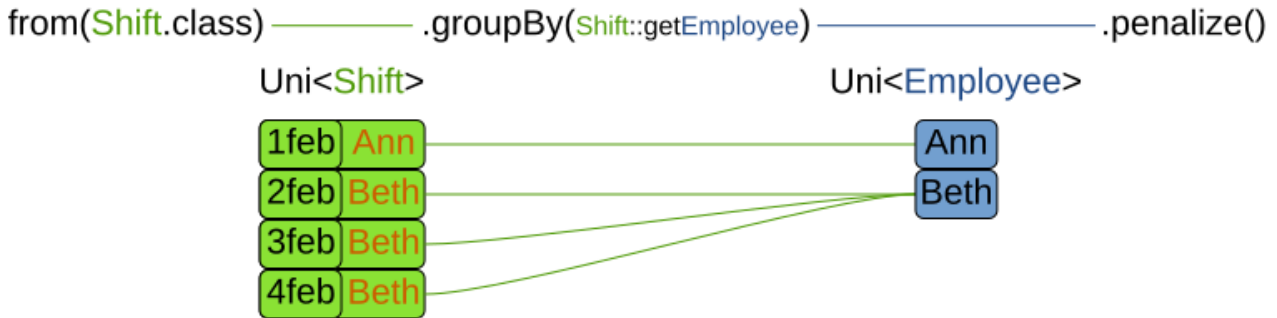 from(Shift.class) .groupBy(Shift::getEmployee) .penalize()
Uni<Shift> Uni<Employee>
1feb Ann Ann
2feb Beth Beth
3feb Beth
4feb Beth